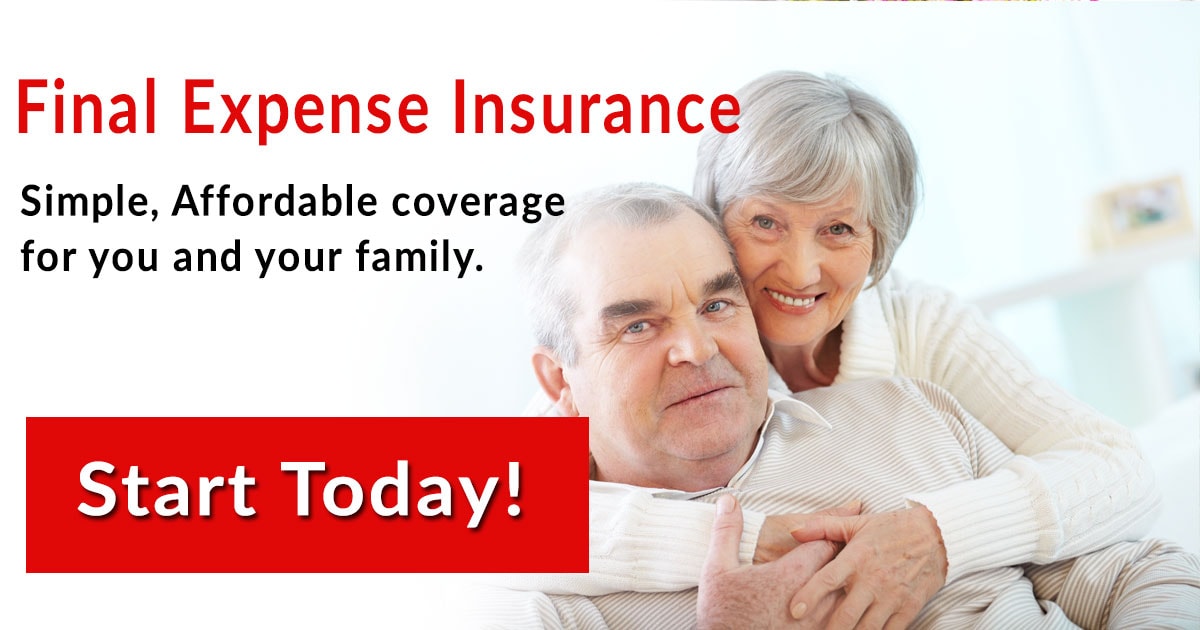 Final Expense Insurance
Simple, Affordable coverage
for you and your family.
Start Today!